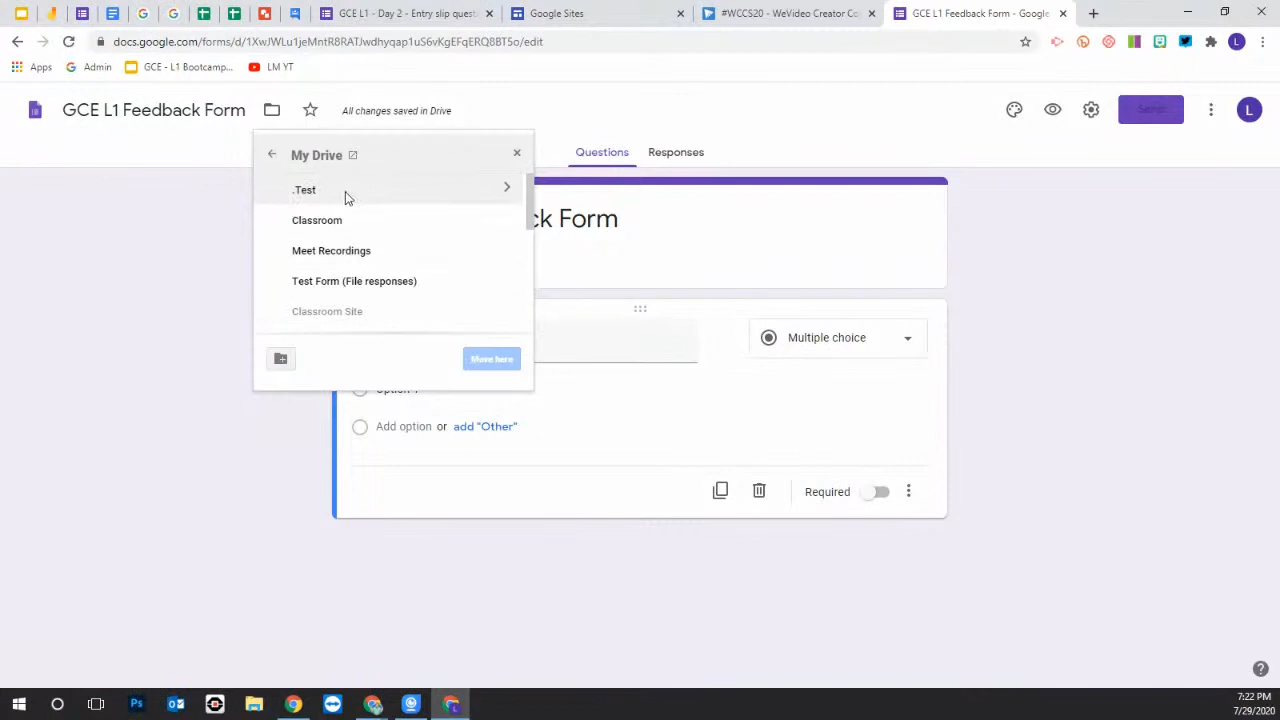 GCE L1 - Day 2 - Entry slip quest
Google Sites
#WCCS20 - WeVideo Creator Co
GCE L1 Feedback Form - Google
docs.google.com/forms/d/1XwJWLu1jeMntR8RATJwdhyqap1uS6vKgEFqERQ8BT5o/edit
Apps
Admin
GCE - L1 Bootcamp...
LM YT
GCE L1 Feedback Form
All changes saved in Drive
Send
L
My Drive
Questions
Responses
.Test
Classroom
ck Form
Meet Recordings
Test Form (File responses)
Classroom Site
Multiple choice
Move here
Option 1
Add option or add "Other"
Required
7:22 PM
7/29/2020